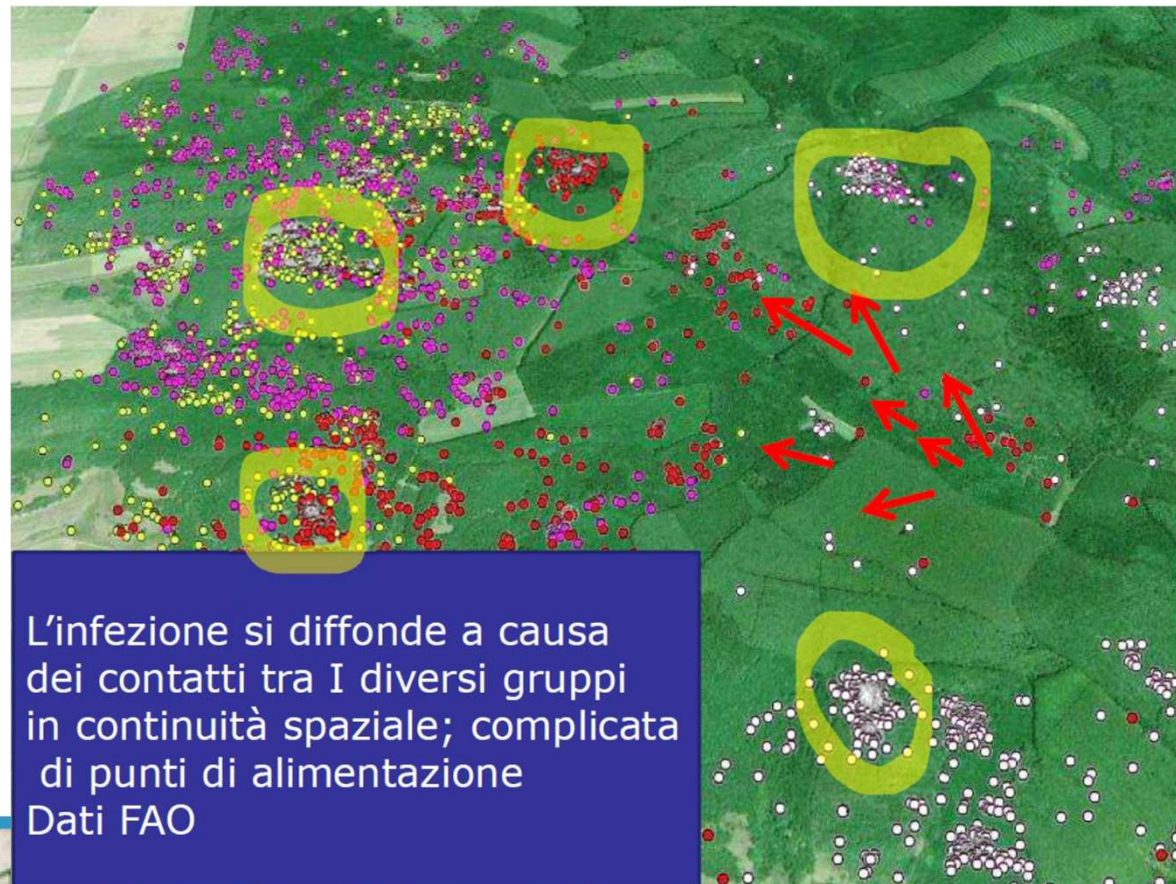 L'infezione si diffonde a causa
dei contatti tra I diversi gruppi
in continuità spaziale; complicata
di punti di alimentazione
Dati FAO